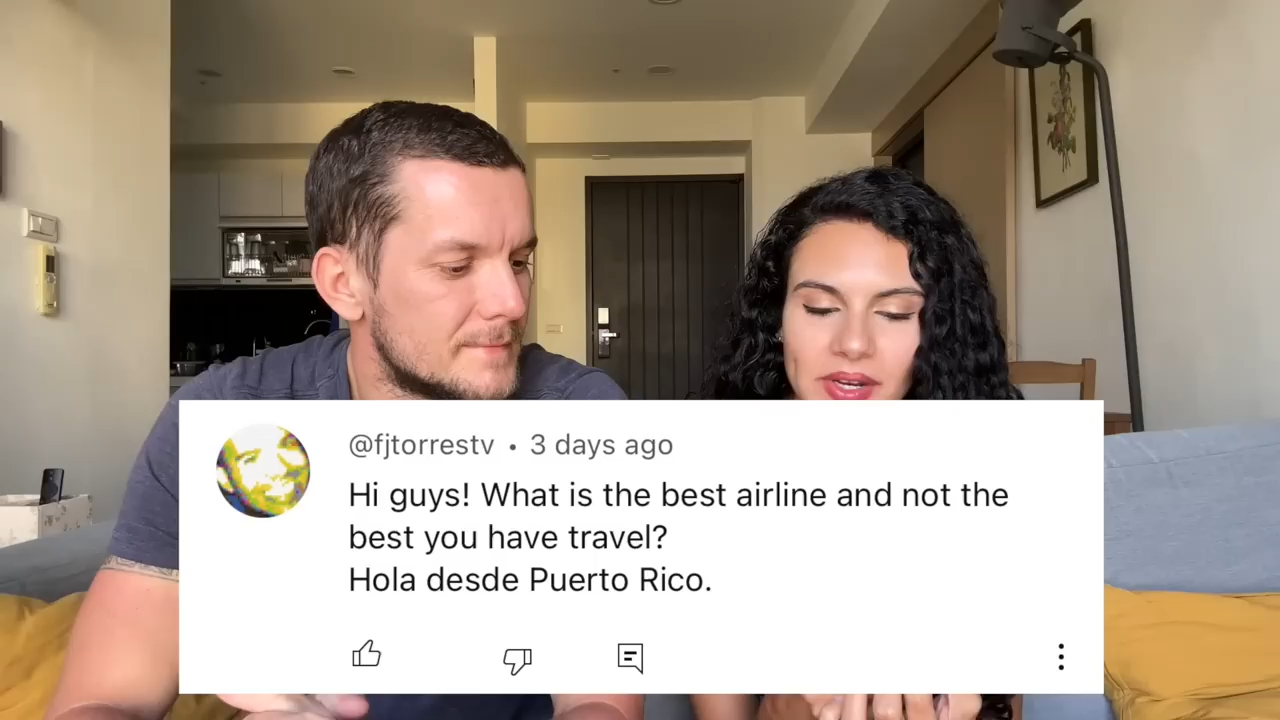 @fjtorrestv • 3 days ago
Hi guys! What is the best airline and not the
best you have travel?
Hola desde Puerto Rico.